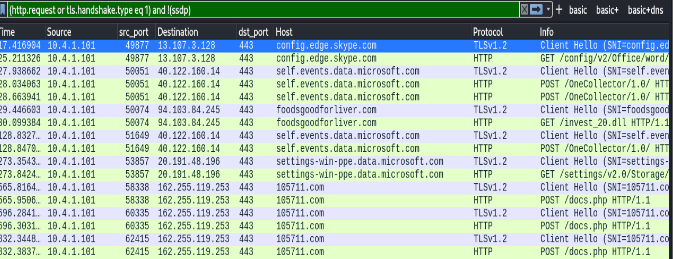 (http.request or tls.handshake.type eq 1) and !(ssdp) basic basic+ basic+dns
Time Source src_port Destination dst_port Host Protocol Info
17.416904 10.4.1.101 49877 13.107.3.128 443 config.edge.skype.com TLSv1.2 Client Hello (SNI=config.ed
25.211326 10.4.1.101 49877 13.107.3.128 443 config.edge.skype.com HTTP GET /config/v2/Office/word/
27.938662 10.4.1.101 50051 40.122.160.14 443 self.events.data.microsoft.com TLSv1.2 Client Hello (SNI=self.even
28.034063 10.4.1.101 50051 40.122.160.14 443 self.events.data.microsoft.com HTTP POST /OneCollector/1.0/ HTT
28.663941 10.4.1.101 50051 40.122.160.14 443 self.events.data.microsoft.com HTTP POST /OneCollector/1.0/ HTT
29.446603 10.4.1.101 50074 94.103.84.245 443 foodsgoodforliver.com TLSv1.2 Client Hello (SNI=foodsgood
30.099384 10.4.1.101 50074 94.103.84.245 443 foodsgoodforliver.com HTTP GET /invest_20.dll HTTP/1.1
128.8327… 10.4.1.101 51649 40.122.160.14 443 self.events.data.microsoft.com TLSv1.2 Client Hello (SNI=self.even
128.8470… 10.4.1.101 51649 40.122.160.14 443 self.events.data.microsoft.com HTTP POST /OneCollector/1.0/ HTT
273.3543… 10.4.1.101 53857 20.191.48.196 443 settings-win-ppe.data.microsoft.com TLSv1.2 Client Hello (SNI=settings-
273.8424… 10.4.1.101 53857 20.191.48.196 443 settings-win-ppe.data.microsoft.com HTTP GET /settings/v2.0/Storage/
565.8164… 10.4.1.101 58338 162.255.119.253 443 105711.com TLSv1.2 Client Hello (SNI=105711.com
565.9506… 10.4.1.101 58338 162.255.119.253 443 105711.com HTTP POST /docs.php HTTP/1.1
696.2841… 10.4.1.101 60335 162.255.119.253 443 105711.com TLSv1.2 Client Hello (SNI=105711.com
696.3031… 10.4.1.101 60335 162.255.119.253 443 105711.com HTTP POST /docs.php HTTP/1.1
832.3448… 10.4.1.101 62415 162.255.119.253 443 105711.com TLSv1.2 Client Hello (SNI=105711.com
832.3837… 10.4.1.101 62415 162.255.119.253 443 105711.com HTTP POST /docs.php HTTP/1.1